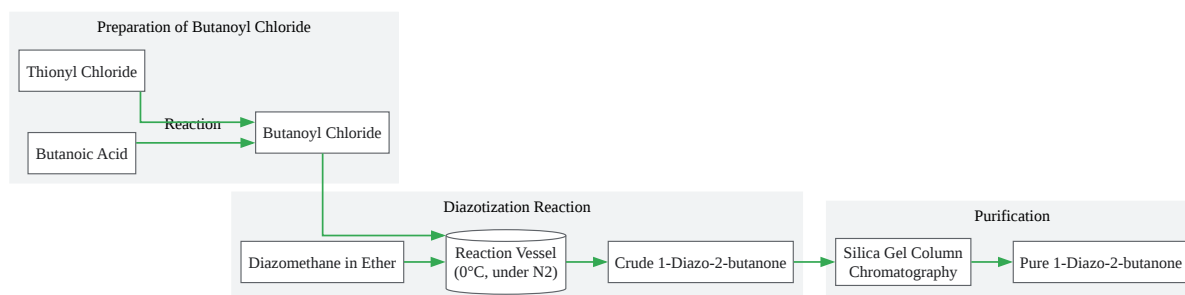 Preparation of Butanoyl Chloride
Thionyl Chloride
Reaction
Butanoic Acid
Butanoyl Chloride
Diazotization Reaction
Diazomethane in Ether
Reaction Vessel
(0°C, under N2)
Crude 1-Diazo-2-butanone
Purification
Silica Gel Column
Chromatography
Pure 1-Diazo-2-butanone